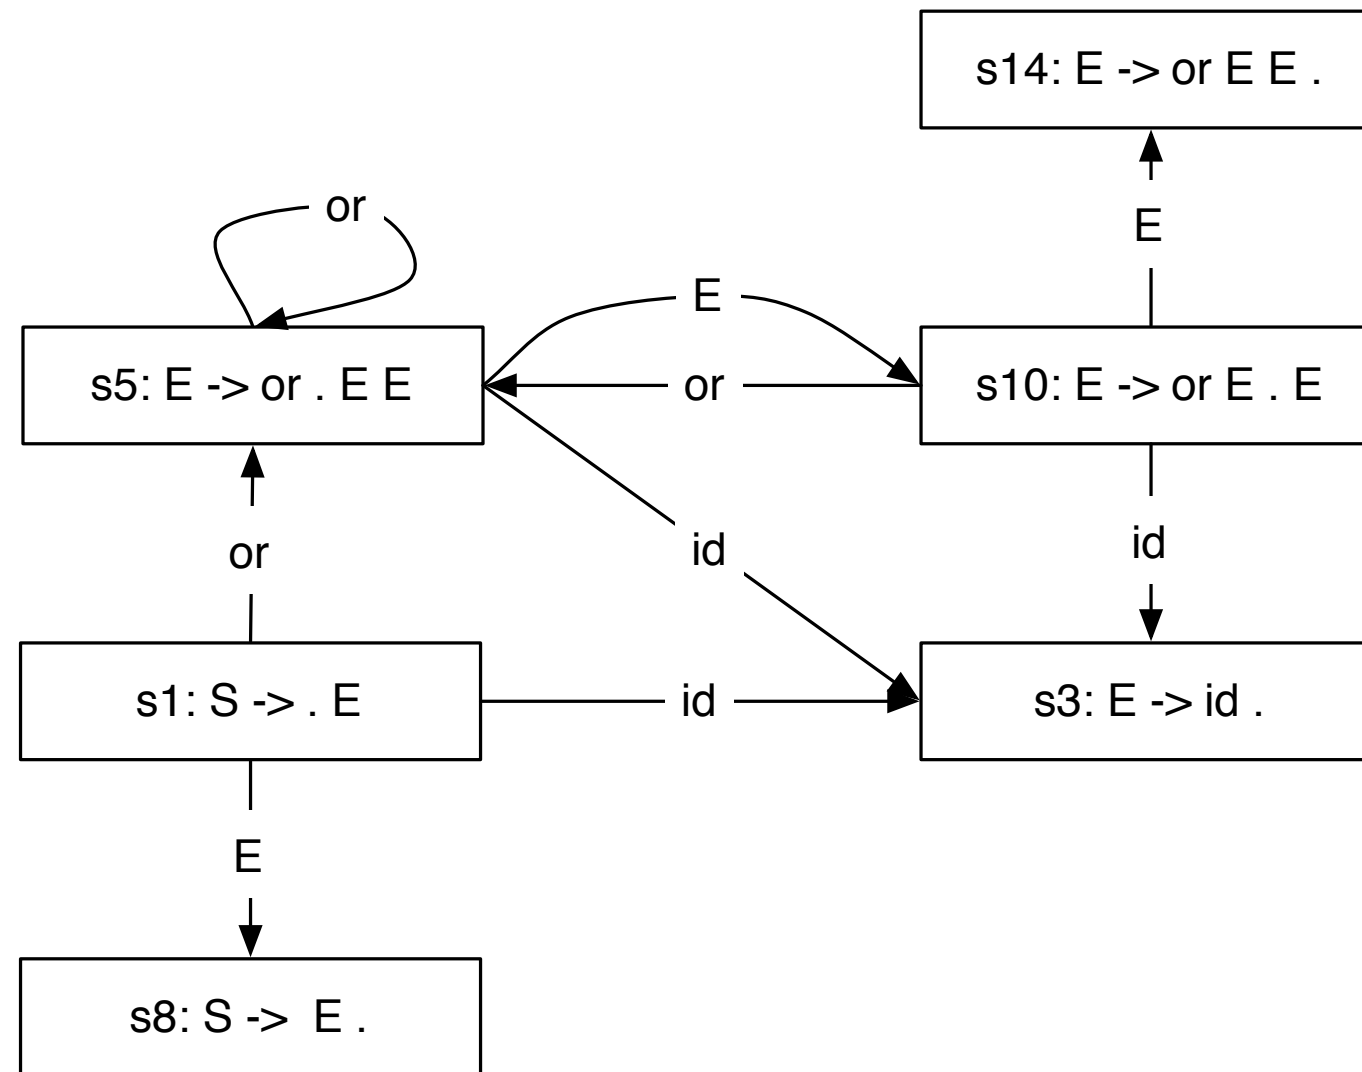 s14: E -> or E E .
or
E
E
s5: E -> or . E E
or
s10: E -> or E . E
or
id
id
s1: S -> . E
id
s3: E -> id .
E
s8: S -> E .